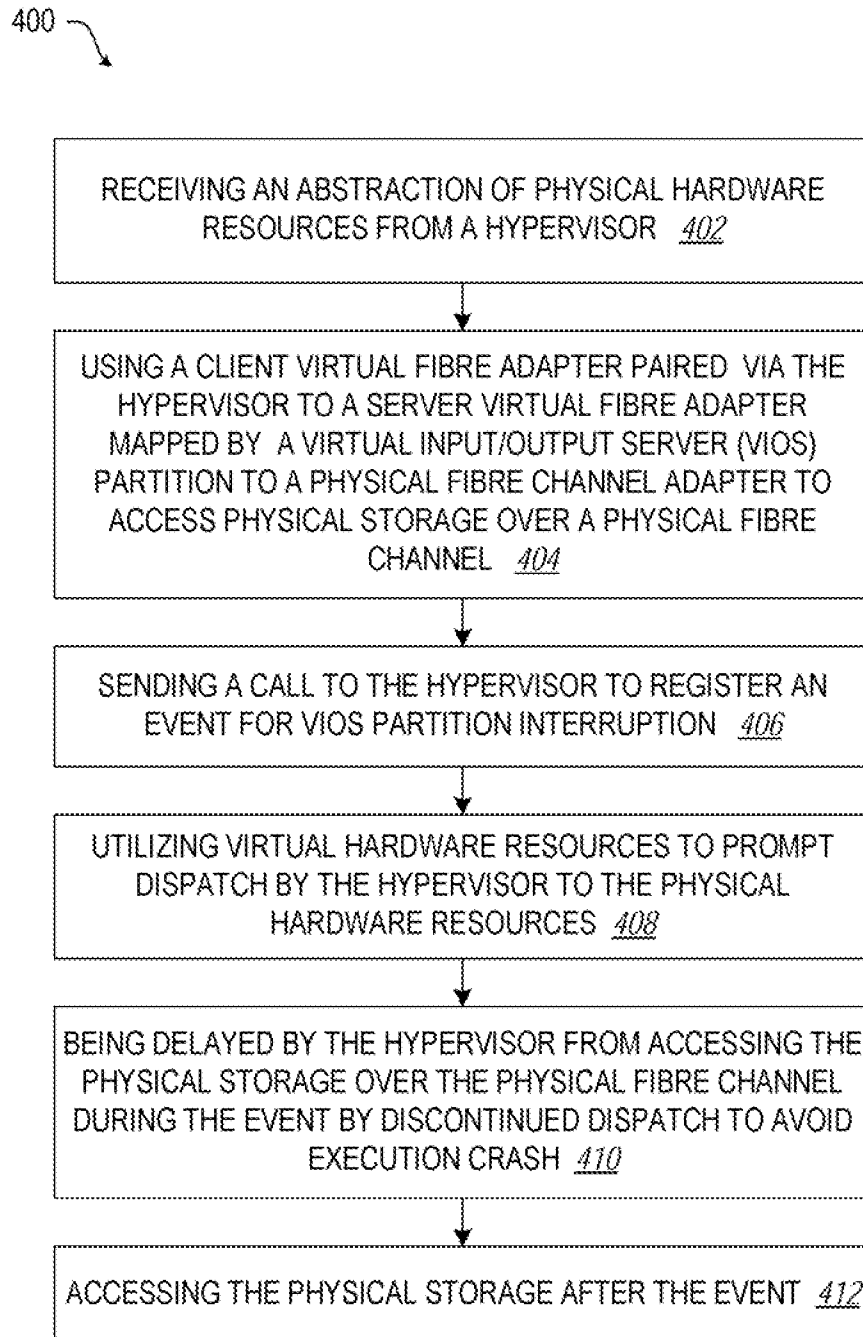 400
RECEIVING AN ABSTRACTION OF PHYSICAL HARDWARE
RESOURCES FROM A HYPERVISOR 402
USING A CLIENT VIRTUAL FIBRE ADAPTER PAIRED VIA THE
HYPERVISOR TO A SERVER VIRTUAL FIBRE ADAPTER
MAPPED BY A VIRTUAL INPUT/OUTPUT SERVER (VIOS)
PARTITION TO A PHYSICAL FIBRE CHANNEL ADAPTER TO
ACCESS PHYSICAL STORAGE OVER A PHYSICAL FIBRE
CHANNEL 404
SENDING A CALL TO THE HYPERVISOR TO REGISTER AN
EVENT FOR VIOS PARTITION INTERRUPTION 406
UTILIZING VIRTUAL HARDWARE RESOURCES TO PROMPT
DISPATCH BY THE HYPERVISOR TO THE PHYSICAL
HARDWARE RESOURCES 408
BEING DELAYED BY THE HYPERVISOR FROM ACCESSING THE
PHYSICAL STORAGE OVER THE PHYSICAL FIBRE CHANNEL
DURING THE EVENT BY DISCONTINUED DISPATCH TO AVOID
EXECUTION CRASH 410
ACCESSING THE PHYSICAL STORAGE AFTER THE EVENT 412